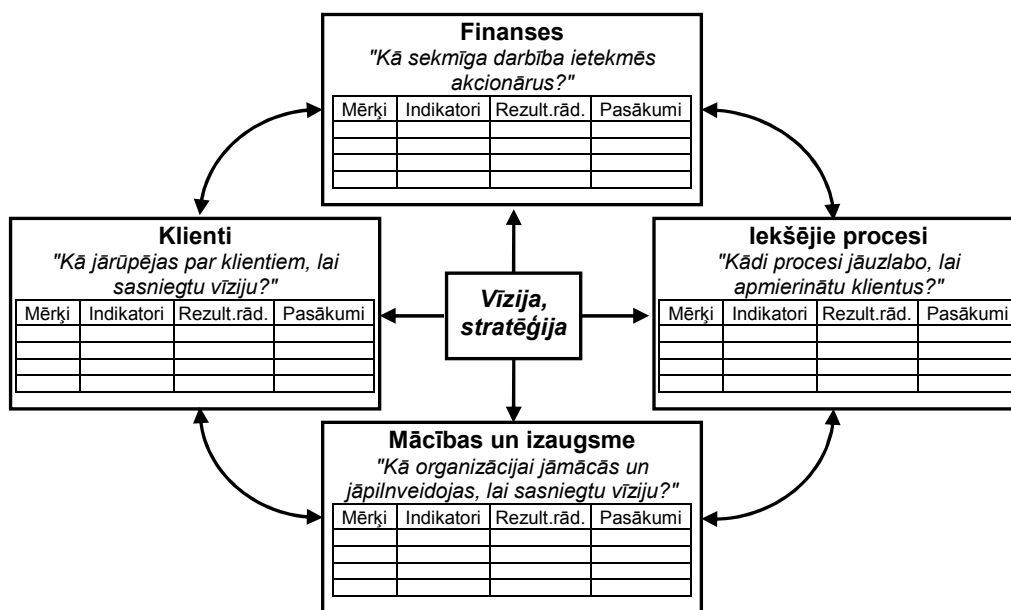 Finanses
"Kā sekmīga darbība ietekmēs
akcionārus?"
Mērķi Indikatori Rezult.rād. Pasākumi
Klienti
"Kā jārūpējas par klientiem, lai
sasniegtu vīziju?"
Mērķi Indikatori Rezult.rād. Pasākumi
Vīzija,
stratēģija
Iekšējie procesi
"Kādi procesi jāuzlabo, lai
apmierinātu klientus?"
Mērķi Indikatori Rezult.rād. Pasākumi
Mācības un izaugsme
"Kā organizācijai jāmācās un
jāpilnveidojas, lai sasniegtu vīziju?"
Mērķi Indikatori Rezult.rād. Pasākumi